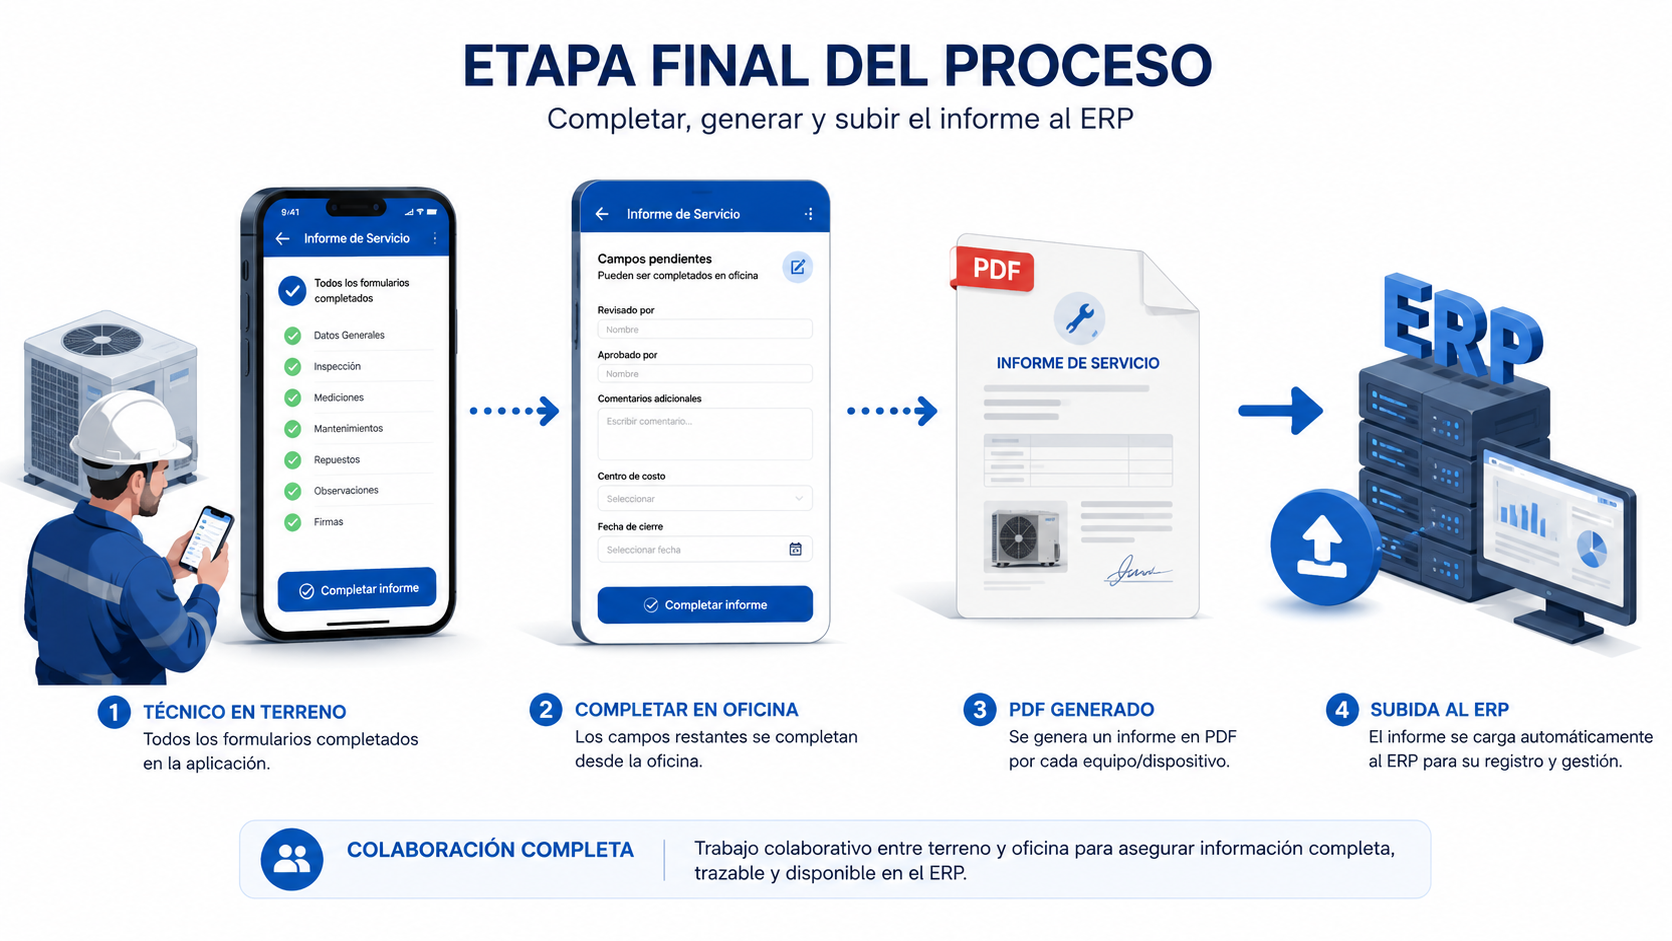 ETAPA FINAL DEL PROCESO
Completar, generar y subir el informe al ERP
9:41
Informe de Servicio
Todos los formularios
completados
Datos Generales
Inspección
Mediciones
Mantenimientos
Repuestos
Observaciones
Firmas
Completar informe
Informe de Servicio
Campos pendientes
Pueden ser completados en oficina
Revisado por
Nombre
Aprobado por
Nombre
Comentarios adicionales
Escribir comentario...
Centro de costo
Seleccionar
Fecha de cierre
Seleccionar fecha
Completar informe
PDF
INFORME DE SERVICIO
ERP
1 TÉCNICO EN TERRENO
Todos los formularios completados
en la aplicación.
2 COMPLETAR EN OFICINA
Los campos restantes se completan
desde la oficina.
3 PDF GENERADO
Se genera un informe en PDF
por cada equipo/dispositivo.
4 SUBIDA AL ERP
El informe se carga automáticamente
al ERP para su registro y gestión.
COLABORACIÓN COMPLETA
Trabajo colaborativo entre terreno y oficina para asegurar información completa,
trazable y disponible en el ERP.